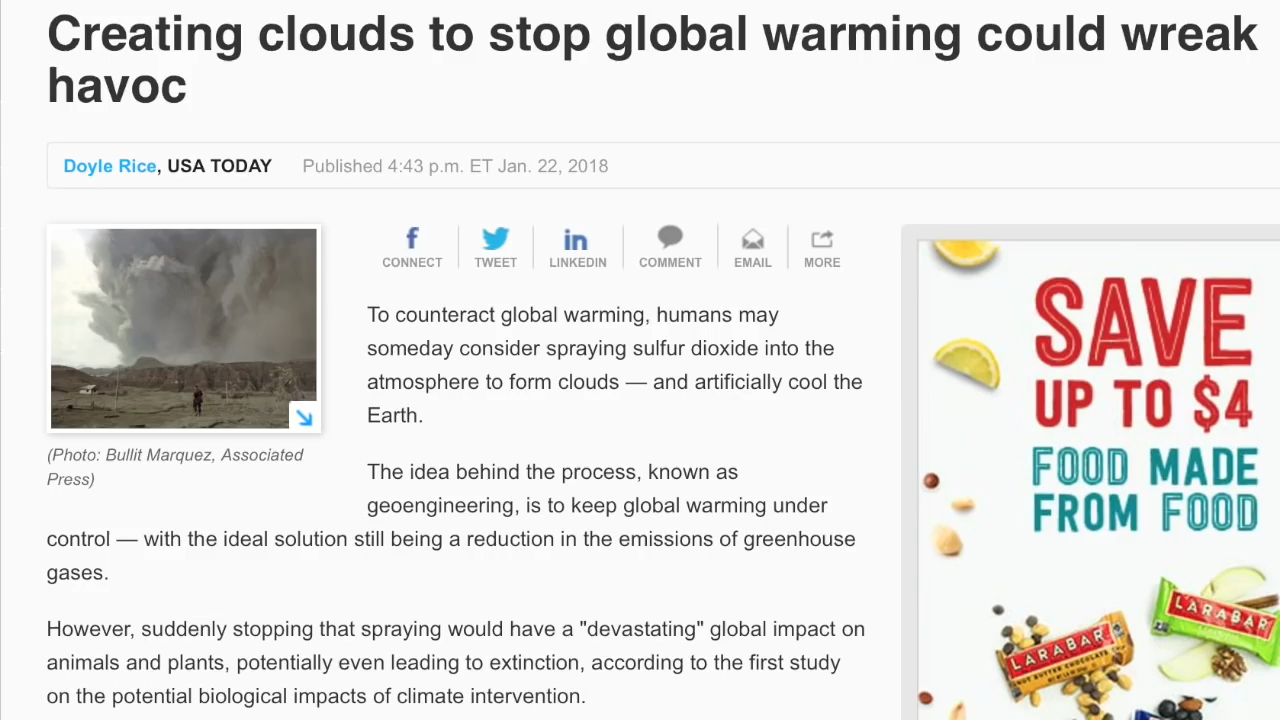 Creating clouds to stop global warming could wreak
havoc
Doyle Rice, USA TODAY Published 4:43 p.m. ET Jan. 22, 2018
CONNECT TWEET LINKEDIN COMMENT EMAIL MORE
(Photo: Bullit Marquez, Associated
Press)
To counteract global warming, humans may
someday consider spraying sulfur dioxide into the
atmosphere to form clouds — and artificially cool the
Earth.
The idea behind the process, known as
geoengineering, is to keep global warming under
control — with the ideal solution still being a reduction in the emissions of greenhouse
gases.
However, suddenly stopping that spraying would have a "devastating" global impact on
animals and plants, potentially even leading to extinction, according to the first study
on the potential biological impacts of climate intervention.
SAVE
UP TO $4
FOOD MADE
FROM FOOD
LARABAR
LARABAR
PEANUT BUTTER CHOCOLATE CHIP